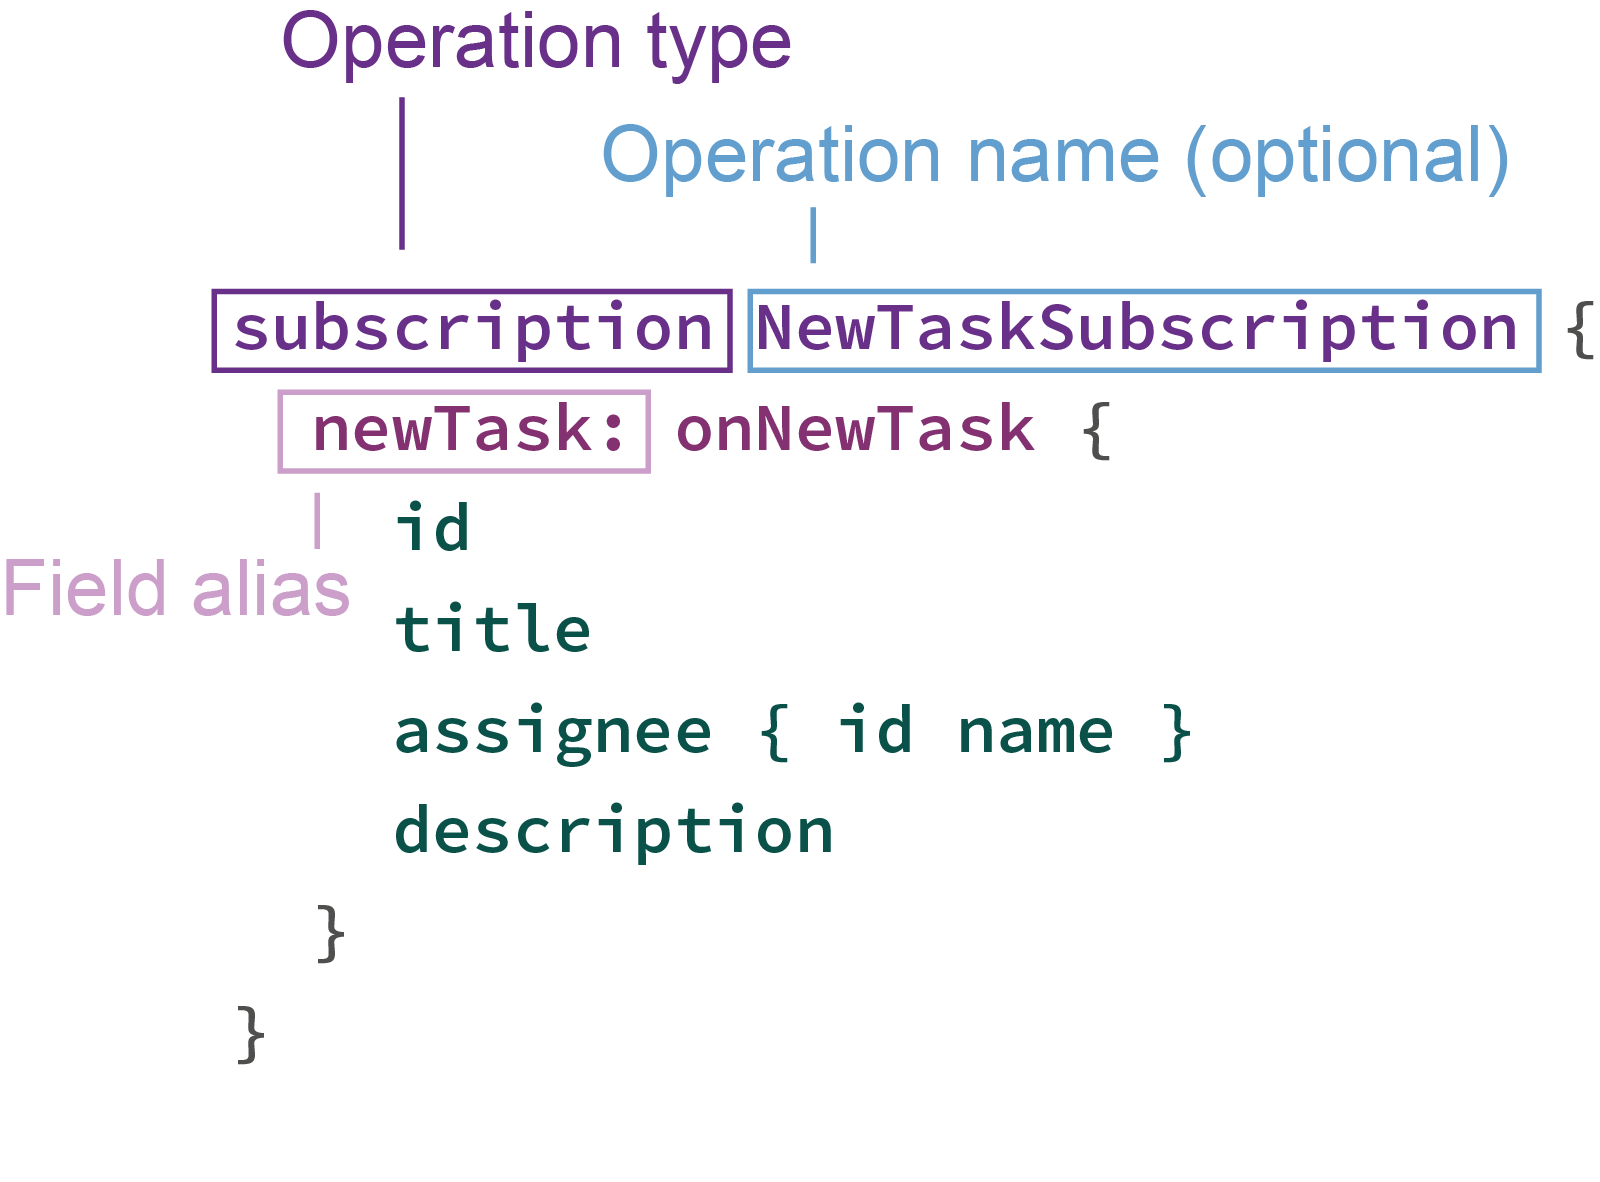 Operation type
Operation name (optional)
subscription NewTaskSubscription {
newTask: onNewTask {
id
Field alias
title
assignee { id name }
description
}
}